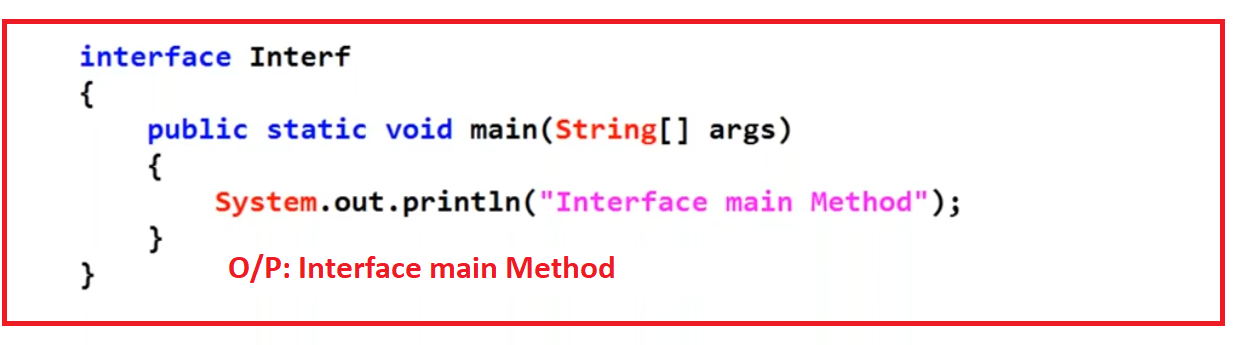 interface Interf
{
public static void main(String[] args)
{
System.out.println("Interface main Method");
}
O/P: Interface main Method
}